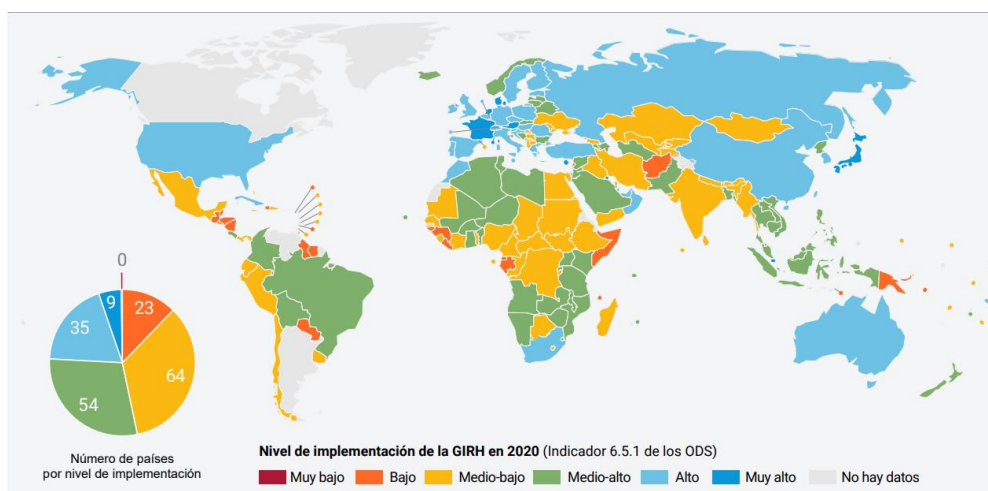 0
9
23
35
64
54
Número de países
por nivel de implementación
Nivel de implementación de la GIRH en 2020 (Indicador 6.5.1 de los ODS)
Muy bajo Bajo Medio-bajo Medio-alto Alto Muy alto No hay datos